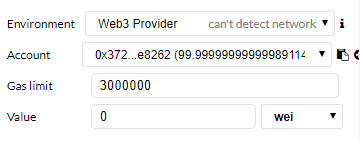 Environment Web3 Provider can't detect network
Account 0x372...e8262 (99.99999999999989114
Gas limit 3000000
Value 0 wei